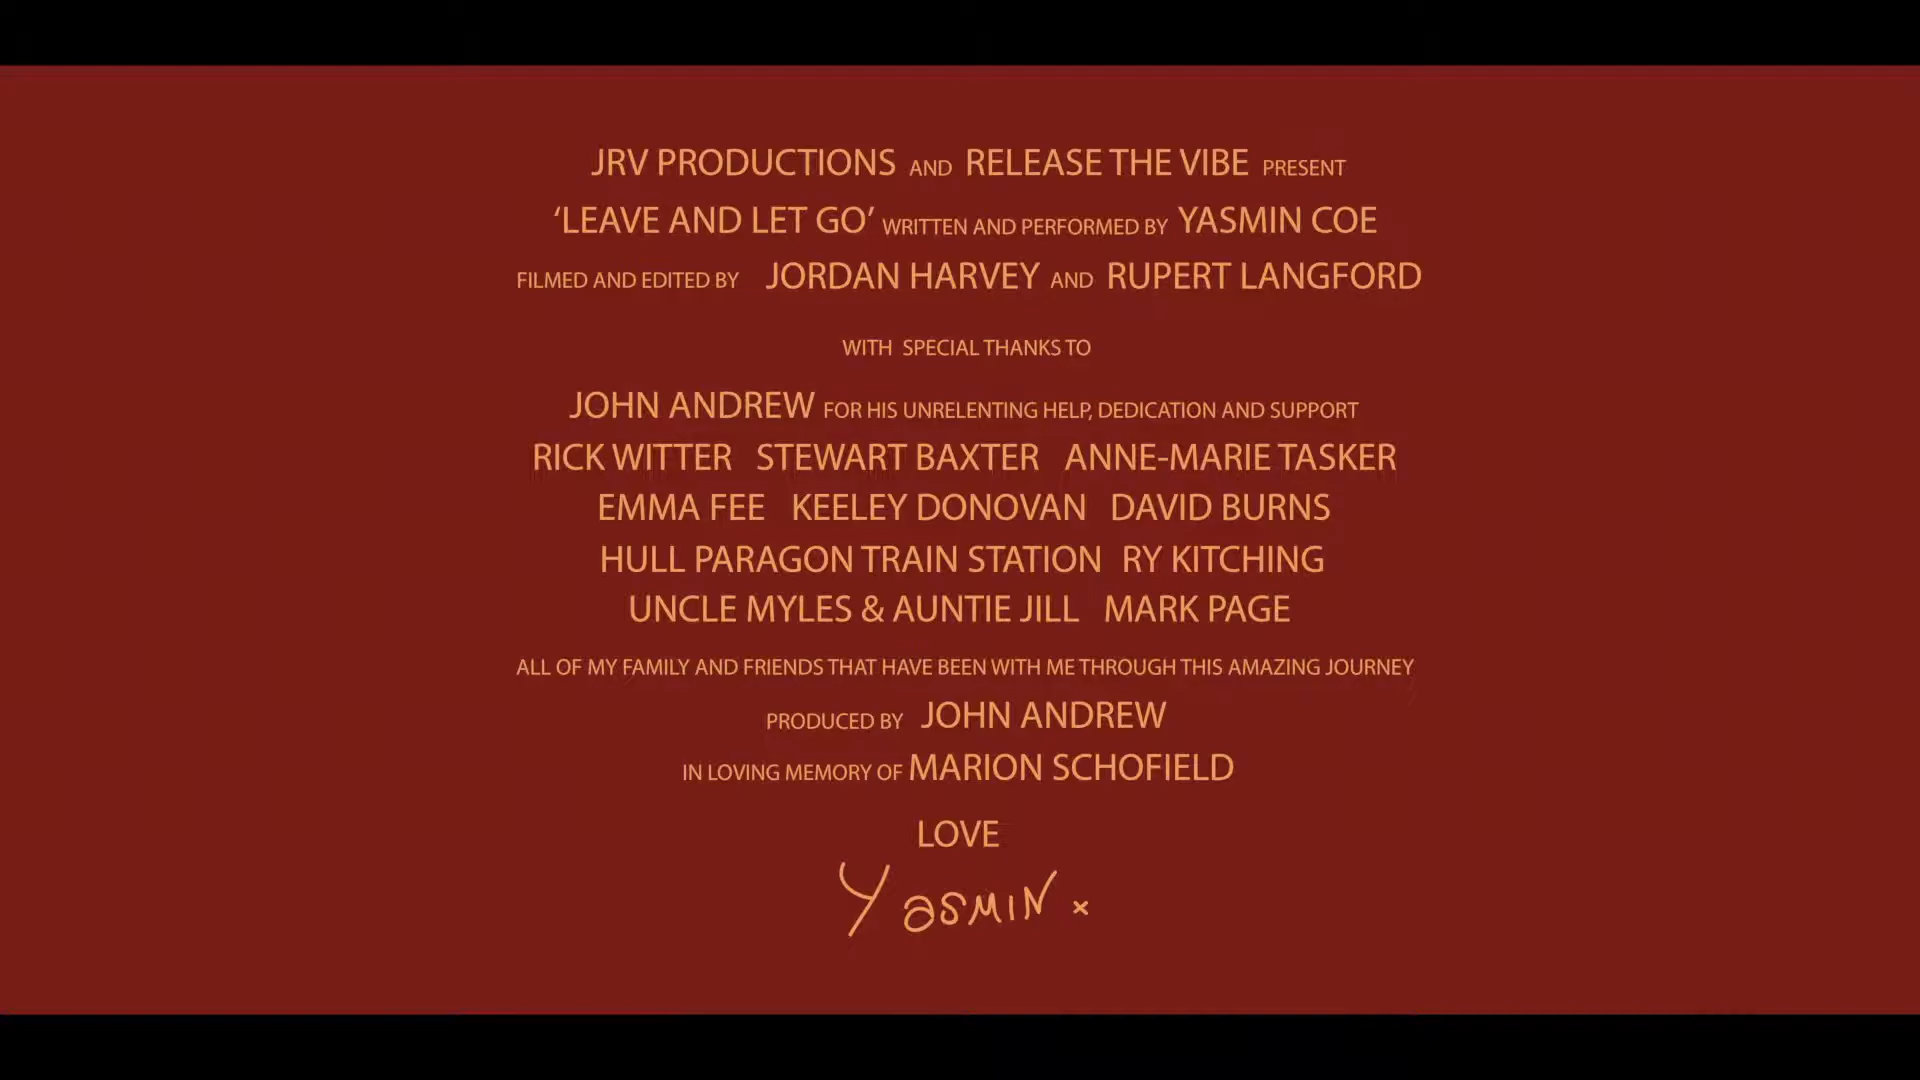 JRV PRODUCTIONS AND RELEASE THE VIBE PRESENT
‘LEAVE AND LET GO’ WRITTEN AND PERFORMED BY YASMIN COE
FILMED AND EDITED BY JORDAN HARVEY AND RUPERT LANGFORD
WITH SPECIAL THANKS TO
JOHN ANDREW FOR HIS UNRELENTING HELP, DEDICATION AND SUPPORT
RICK WITTER STEWART BAXTER ANNE-MARIE TASKER
EMMA FEE KEELEY DONOVAN DAVID BURNS
HULL PARAGON TRAIN STATION RY KITCHING
UNCLE MYLES & AUNTIE JILL MARK PAGE
ALL OF MY FAMILY AND FRIENDS THAT HAVE BEEN WITH ME THROUGH THIS AMAZING JOURNEY
PRODUCED BY JOHN ANDREW
IN LOVING MEMORY OF MARION SCHOFIELD
LOVE
Yasmin x